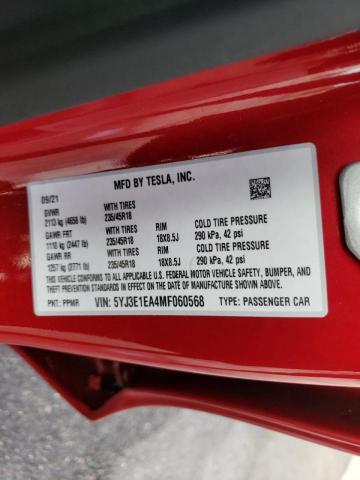 MFD BY TESLA, INC.
09/21
GVWR WITH TIRES
2113 kg (4656 lb) 235/45R18
GAWR FRT WITH TIRES RIM COLD TIRE PRESSURE
1110 kg (2447 lb) 235/45R18 18X8.5J 290 kPa, 42 psi
GAWR RR WITH TIRES RIM COLD TIRE PRESSURE
1257 kg (2771 lb) 235/45R18 18X8.5J 290 kPa, 42 psi
THIS VEHICLE CONFORMS TO ALL APPLICABLE U.S. FEDERAL MOTOR VEHICLE SAFETY, BUMPER, AND
THEFT PREVENTION STANDARDS IN EFFECT ON THE DATE OF MANUFACTURE SHOWN ABOVE.
PNT: PPMR VIN: 5YJ3E1EA4MF060568 TYPE: PASSENGER CAR